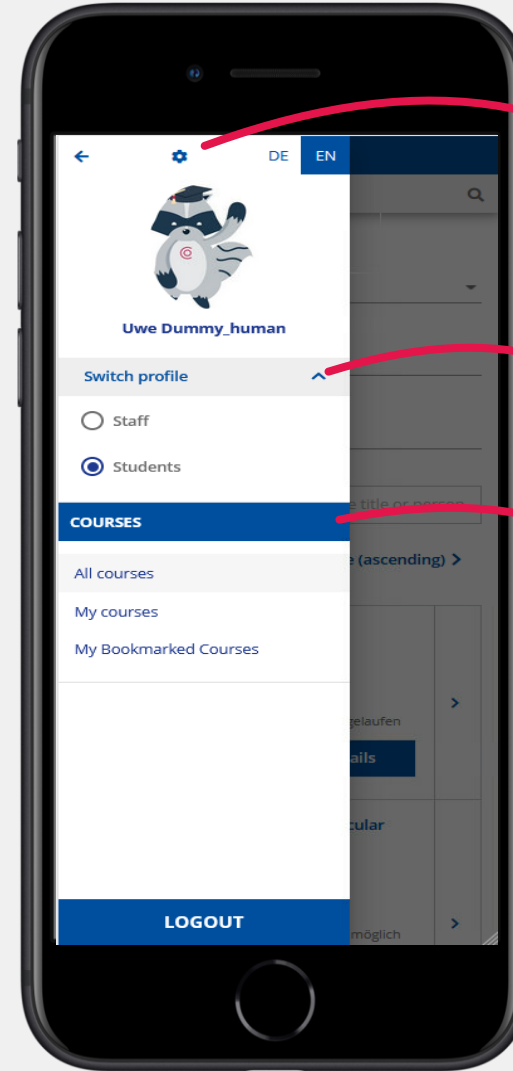 DE EN
Uwe Dummy_human
Switch profile
Staff
Students
title or person
COURSES
(ascending)
All courses
My courses
My Bookmarked Courses
gelaufen
ails
cular
LOGOUT
möglich